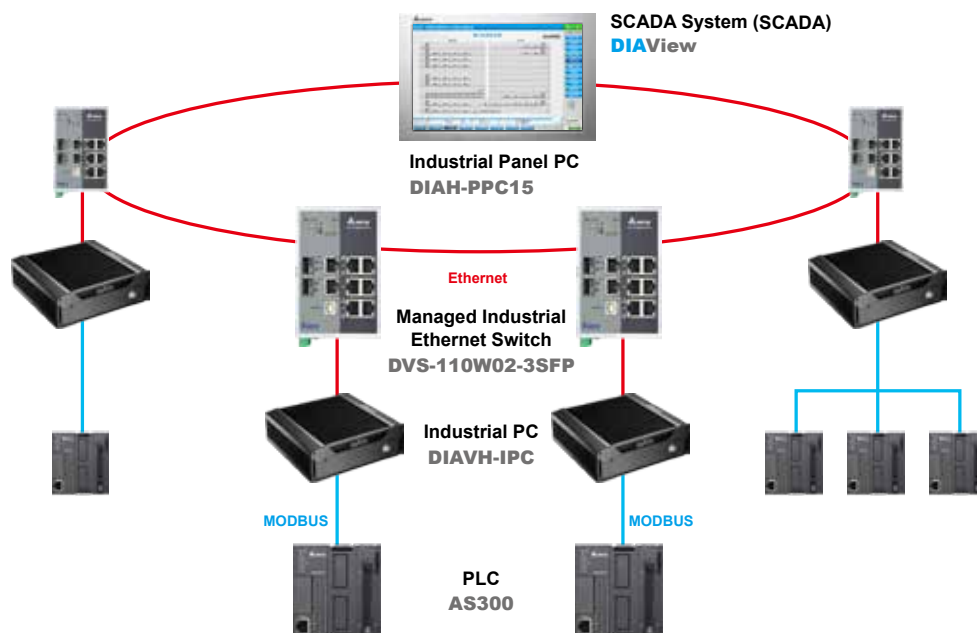 SCADA System (SCADA)
DIAView
Industrial Panel PC
DIAH-PPC15
Ethernet
Managed Industrial
Ethernet Switch
DVS-110W02-3SFP
Industrial PC
DIAVH-IPC
MODBUS
MODBUS
PLC
AS300